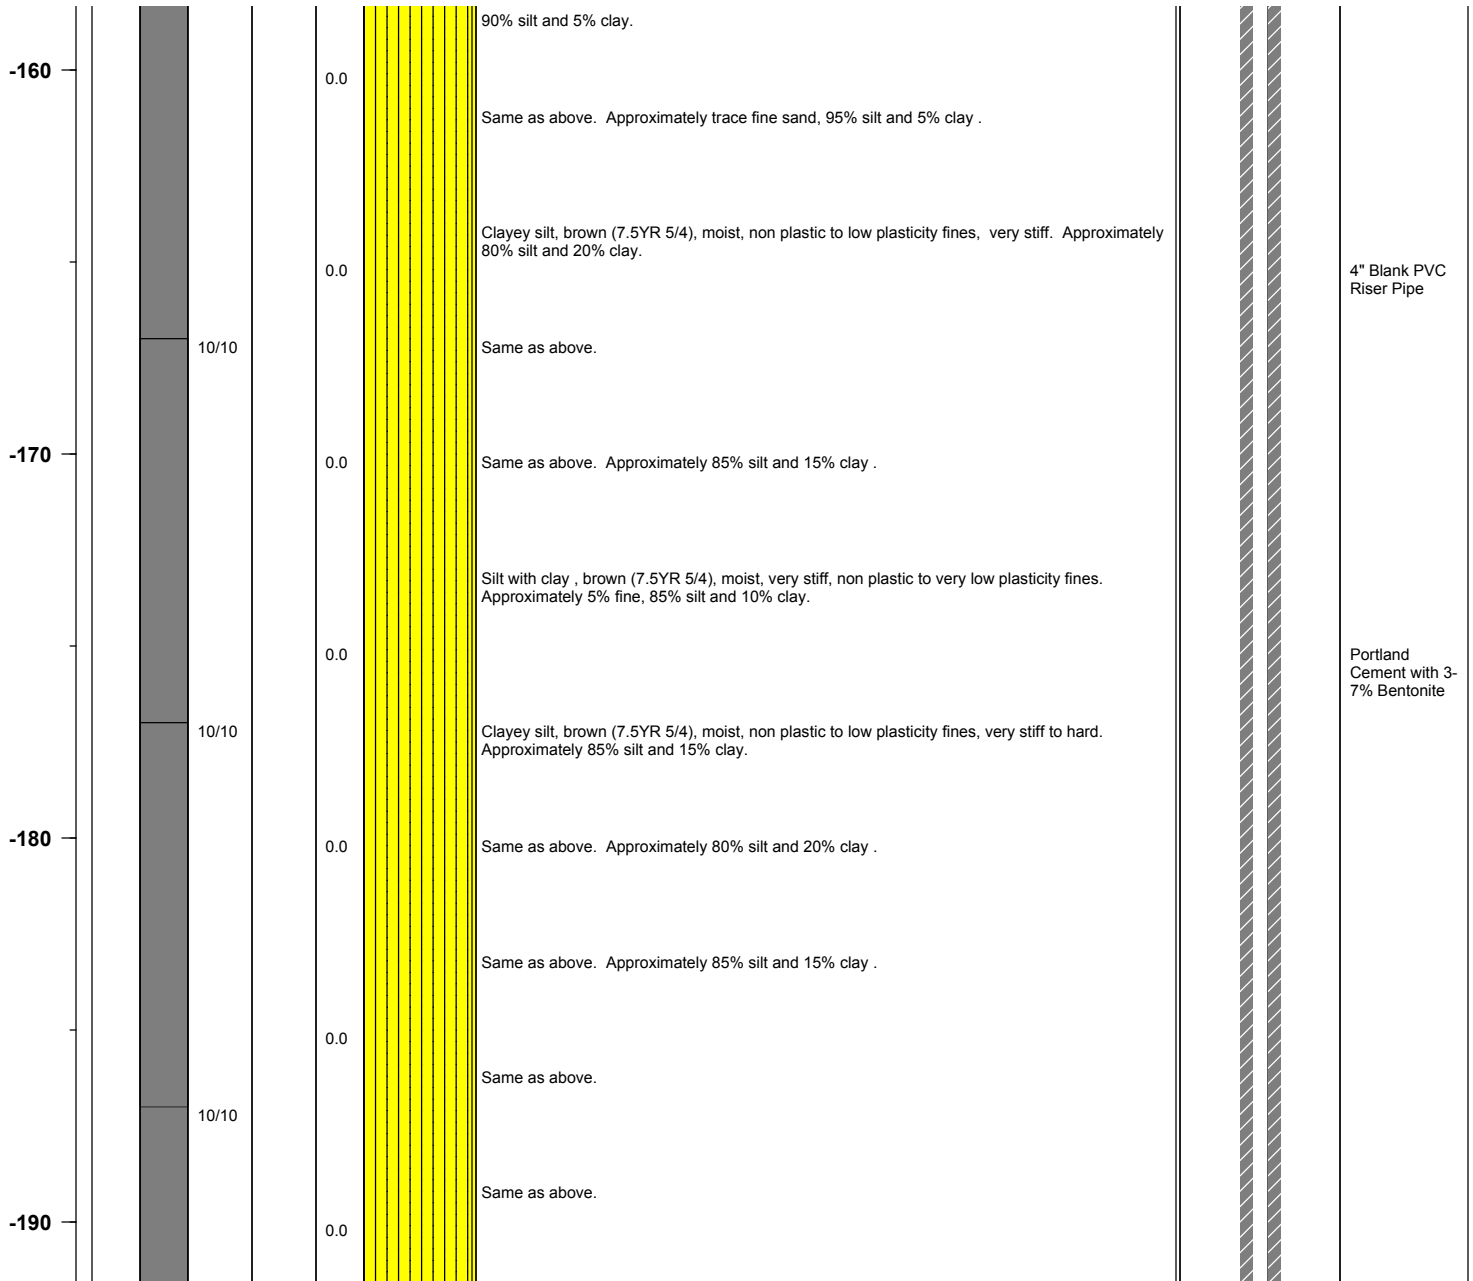 90% silt and 5% clay.
-160
0.0
Same as above.  Approximately trace fine sand, 95% silt and 5% clay .
Clayey silt, brown (7.5YR 5/4), moist, non plastic to low plasticity fines,  very stiff.  Approximately
80% silt and 20% clay.
0.0
4" Blank PVC
Riser Pipe
10/10
Same as above.
-170
0.0
Same as above.  Approximately 85% silt and 15% clay .
Silt with clay , brown (7.5YR 5/4), moist, very stiff, non plastic to very low plasticity fines.
Approximately 5% fine, 85% silt and 10% clay.
0.0
Portland
Cement with 3-
7% Bentonite
10/10
Clayey silt, brown (7.5YR 5/4), moist, non plastic to low plasticity fines, very stiff to hard.
Approximately 85% silt and 15% clay.
-180
0.0
Same as above.  Approximately 80% silt and 20% clay .
Same as above.  Approximately 85% silt and 15% clay .
0.0
Same as above.
10/10
Same as above.
-190
0.0